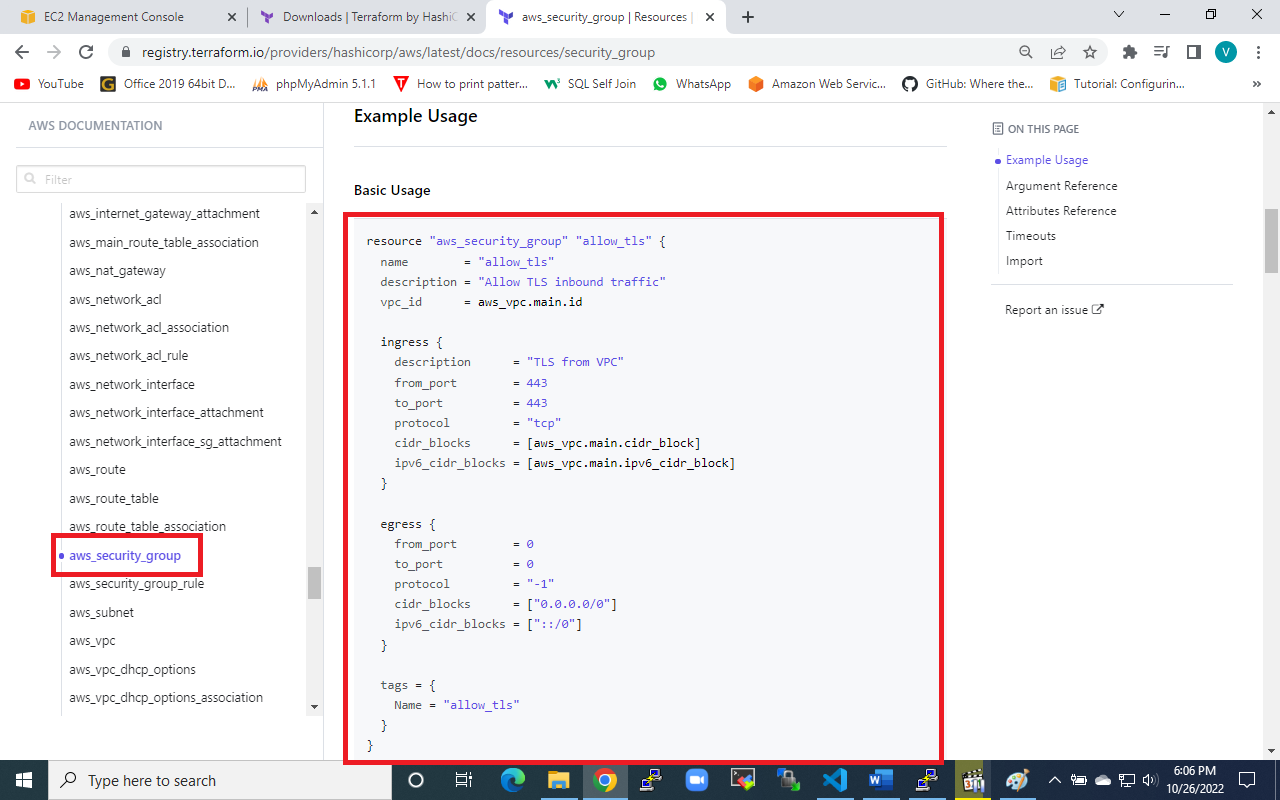 EC2 Management Console
Downloads | Terraform by HashiC
aws_security_group | Resources |
registry.terraform.io/providers/hashicorp/aws/latest/docs/resources/security_group
V
YouTube
Office 2019 64bit D...
phpMyAdmin 5.1.1
How to print patter...
SQL Self Join
WhatsApp
Amazon Web Servic...
GitHub: Where the...
Tutorial: Configurin...
»
AWS DOCUMENTATION
Filter
aws_internet_gateway_attachment
aws_main_route_table_association
aws_nat_gateway
aws_network_acl
aws_network_acl_association
aws_network_acl_rule
aws_network_interface
aws_network_interface_attachment
aws_network_interface_sg_attachment
aws_route
aws_route_table
aws_route_table_association
aws_security_group
aws_security_group_rule
aws_subnet
aws_vpc
aws_vpc_dhcp_options
aws_vpc_dhcp_options_association
Example Usage
Basic Usage
resource "aws_security_group" "allow_tls" {
name = "allow_tls"
description = "Allow TLS inbound traffic"
vpc_id = aws_vpc.main.id
ingress {
description = "TLS from VPC"
from_port = 443
to_port = 443
protocol = "tcp"
cidr_blocks = [aws_vpc.main.cidr_block]
ipv6_cidr_blocks = [aws_vpc.main.ipv6_cidr_block]
}
egress {
from_port = 0
to_port = 0
protocol = "-1"
cidr_blocks = ["0.0.0.0/0"]
ipv6_cidr_blocks = ["::/0"]
}
tags = {
Name = "allow_tls"
}
}
ON THIS PAGE
Example Usage
Argument Reference
Attributes Reference
Timeouts
Import
Report an issue
Type here to search
6:06 PM
10/26/2022